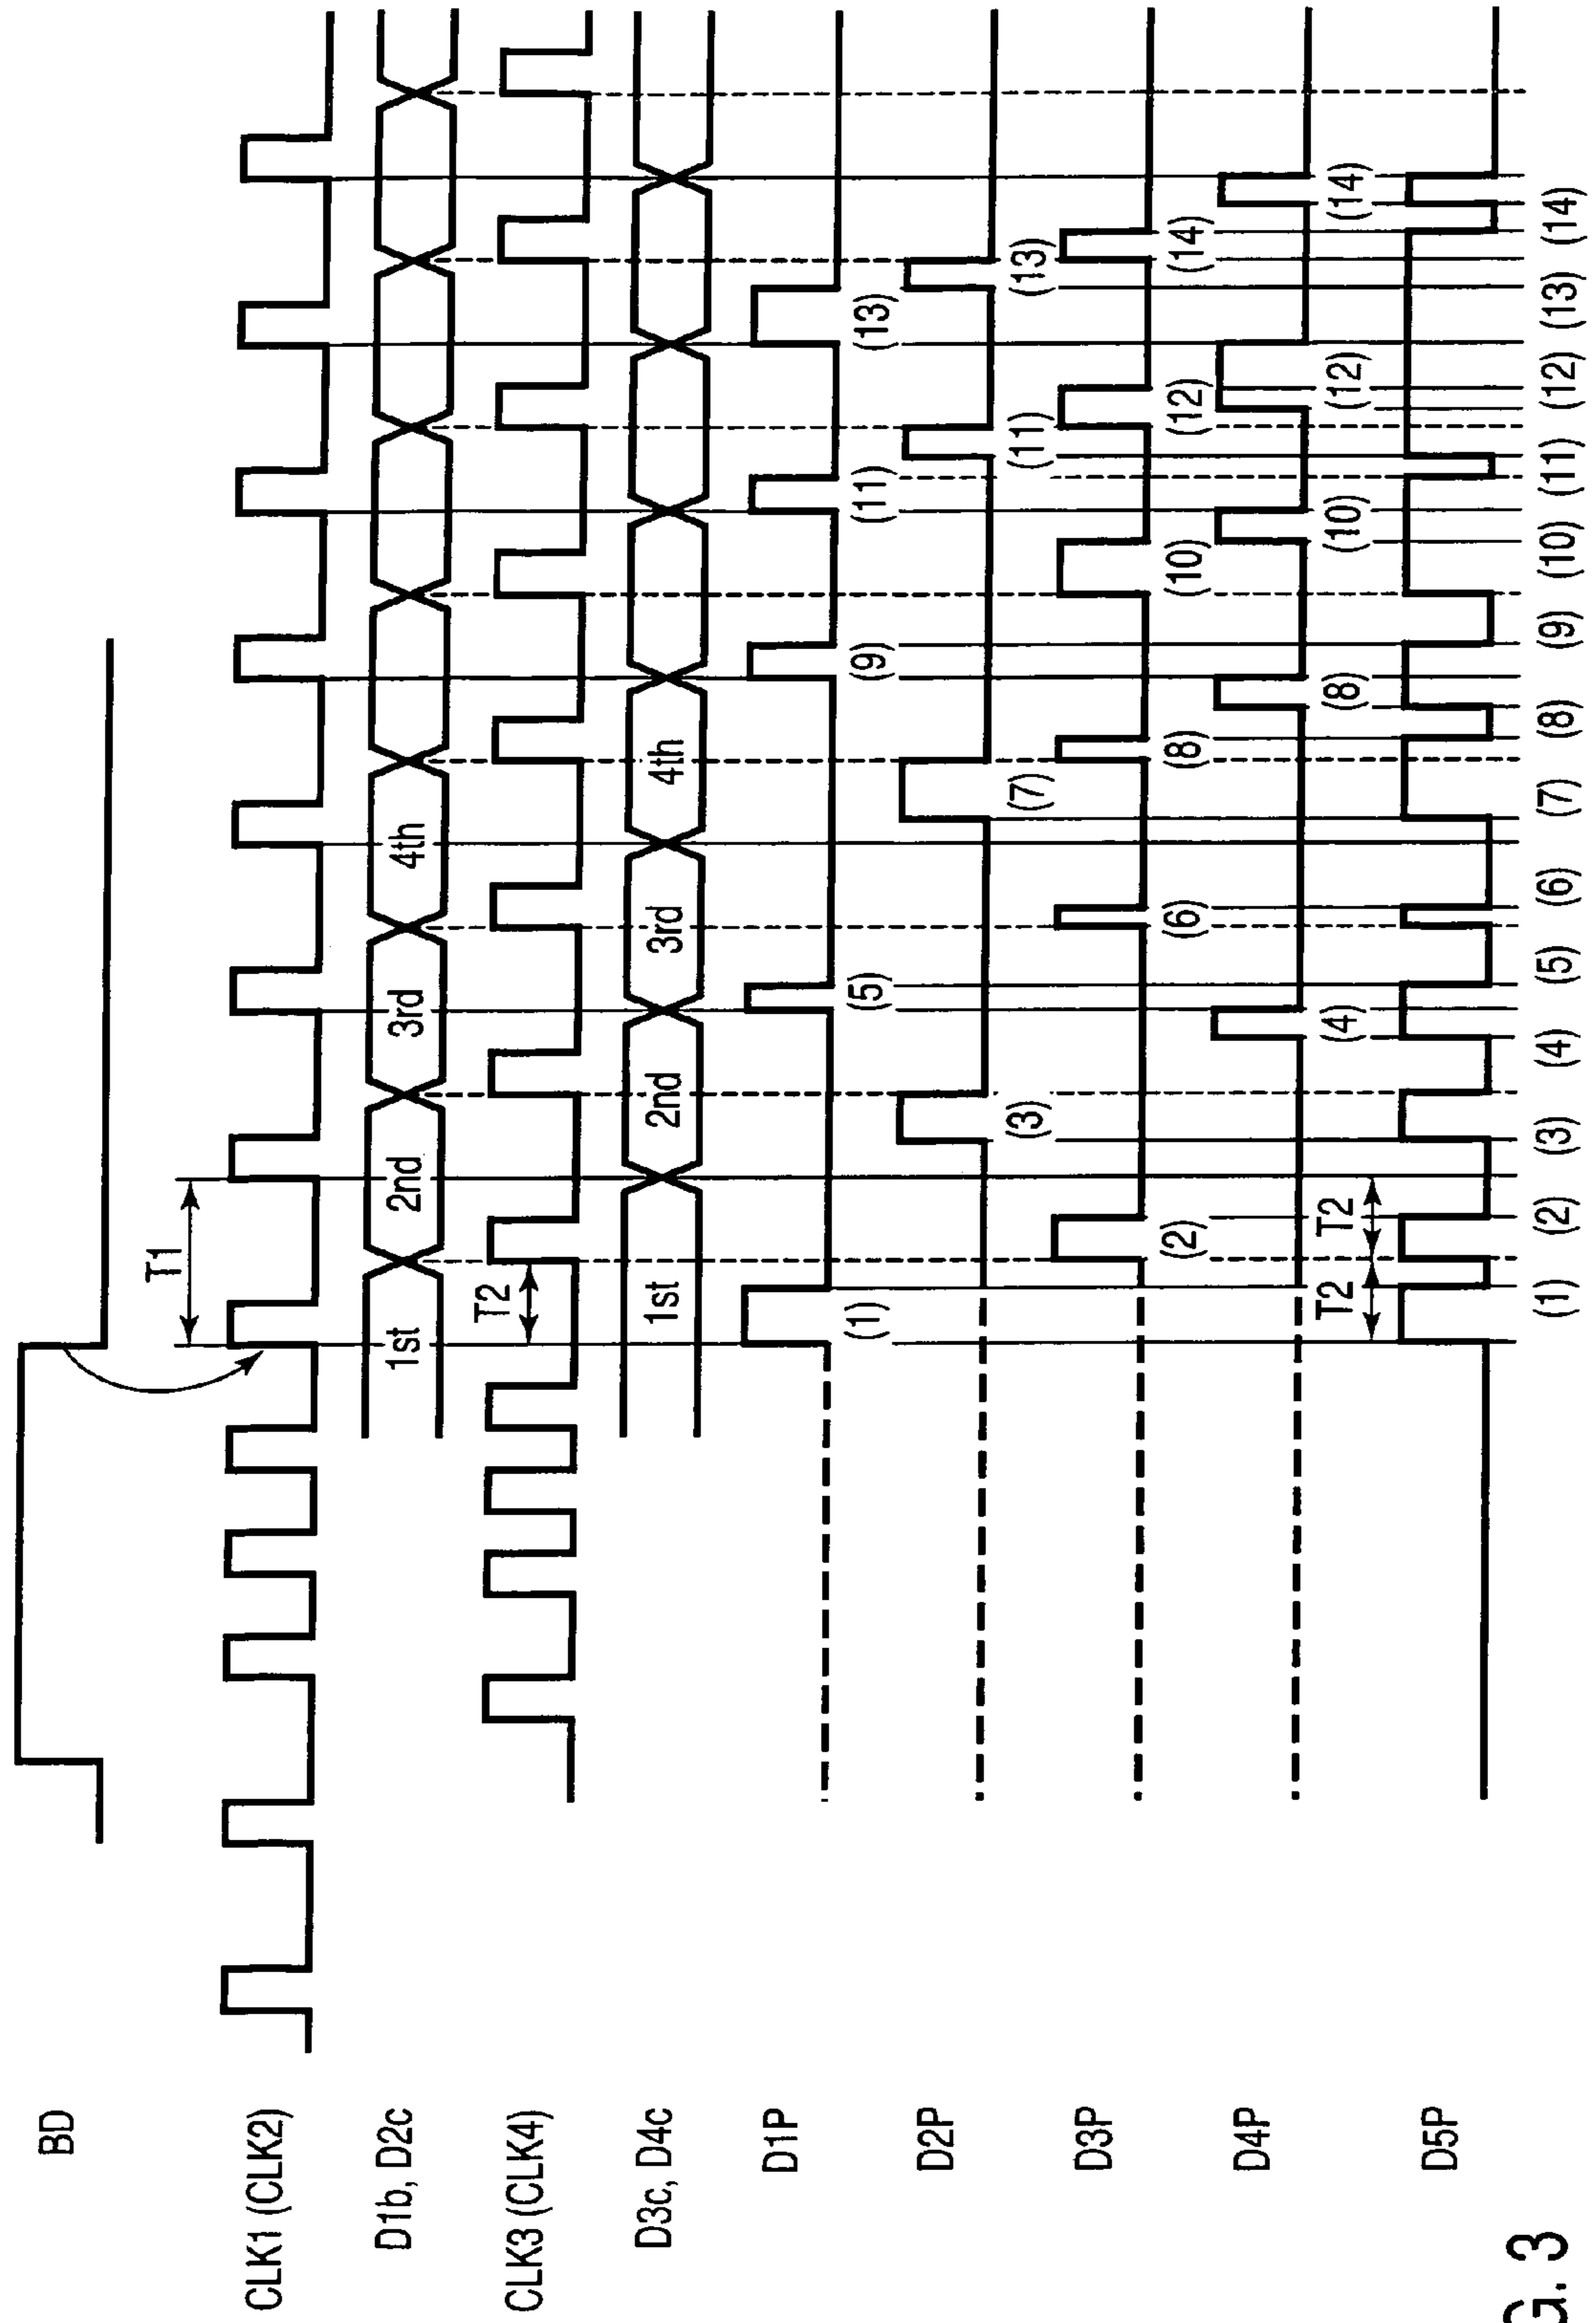 BD
T1
CLK1 (CLK2)
D1b, D2c 1st 2nd 3rd 4th
CLK3 (CLK4) T2
D3c, D4c 1st 2nd 3rd 4th
D1P
(1) (5) (9) (11) (13)
D2P
(3) (7) (11) (13)
D3P
(2) (6) (8) (10) (12) (14)
D4P
(4) (8) (10) (12) (14)
T2 T2
D5P
(1) (2) (3) (4) (5) (6) (7) (8) (9) (10) (11) (12) (13) (14)
G. 3